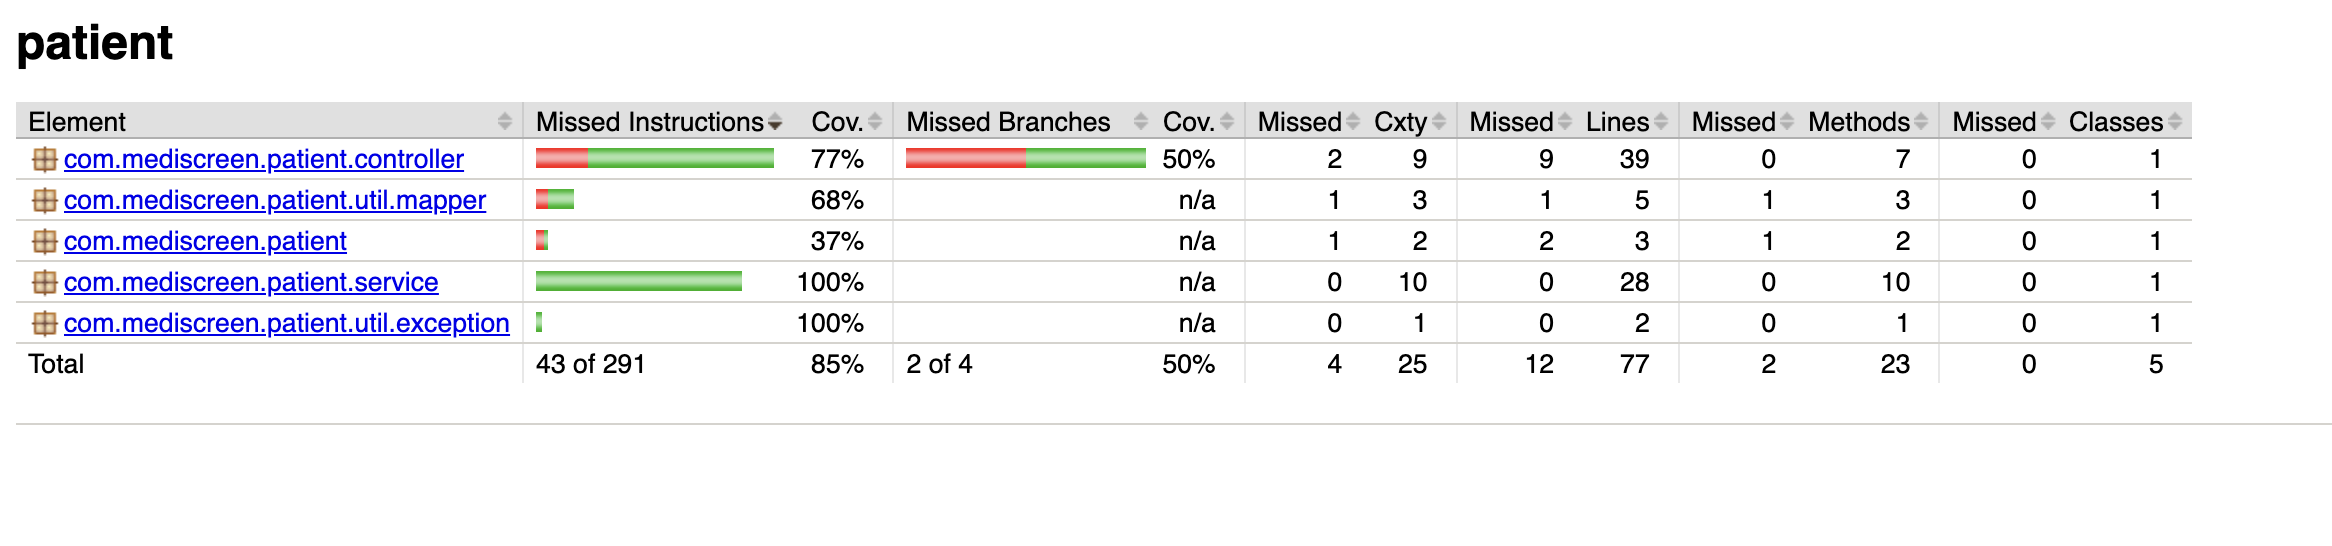 patient
Element Missed Instructions Cov. Missed Branches Cov. Missed Cxty Missed Lines Missed Methods Missed Classes
com.mediscreen.patient.controller 77% 50% 2 9 9 39 0 7 0 1
com.mediscreen.patient.util.mapper 68% n/a 1 3 1 5 1 3 0 1
com.mediscreen.patient 37% n/a 1 2 2 3 1 2 0 1
com.mediscreen.patient.service 100% n/a 0 10 0 28 0 10 0 1
com.mediscreen.patient.util.exception 100% n/a 0 1 0 2 0 1 0 1
Total 43 of 291 85% 2 of 4 50% 4 25 12 77 2 23 0 5